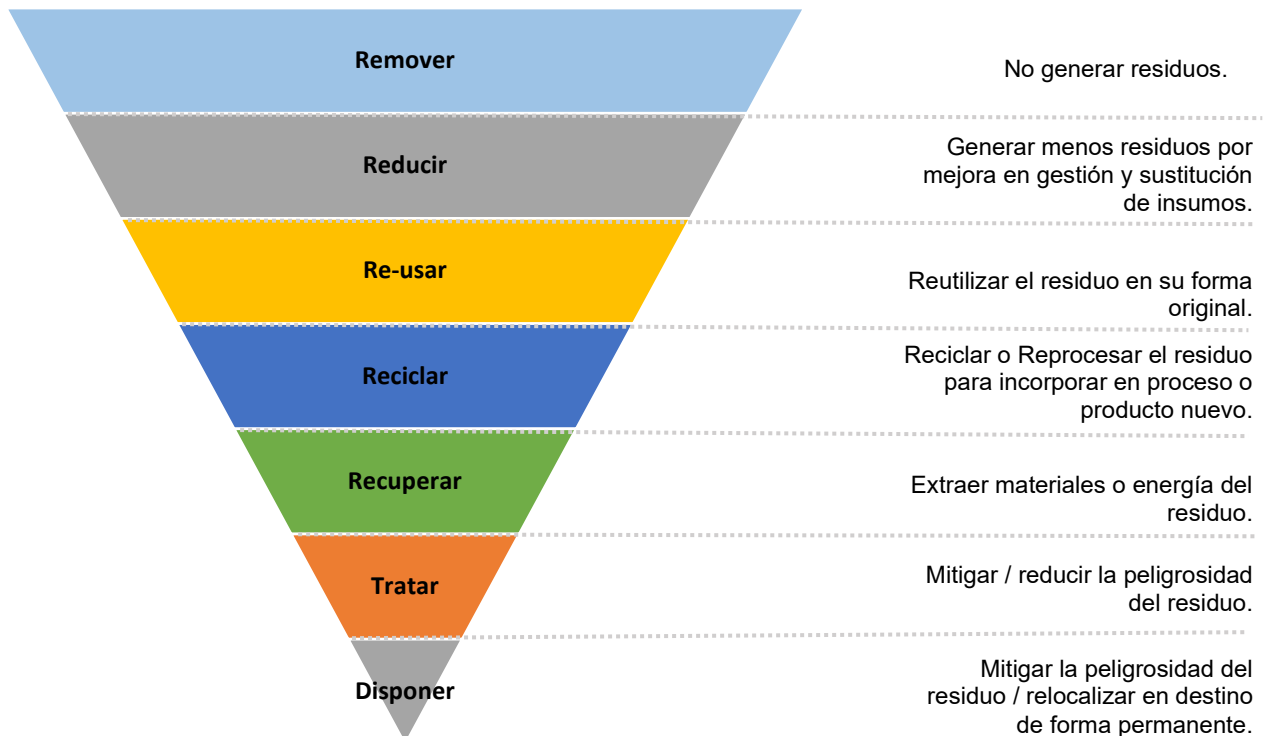 Remover
No generar residuos.
Reducir
Generar menos residuos por
mejora en gestión y sustitución
de insumos.
Re-usar
Reutilizar el residuo en su forma
original.
Reciclar
Reciclar o Reprocesar el residuo
para incorporar en proceso o
producto nuevo.
Recuperar
Extraer materiales o energía del
residuo.
Tratar
Mitigar / reducir la peligrosidad
del residuo.
Disponer
Mitigar la peligrosidad del
residuo / relocalizar en destino
de forma permanente.